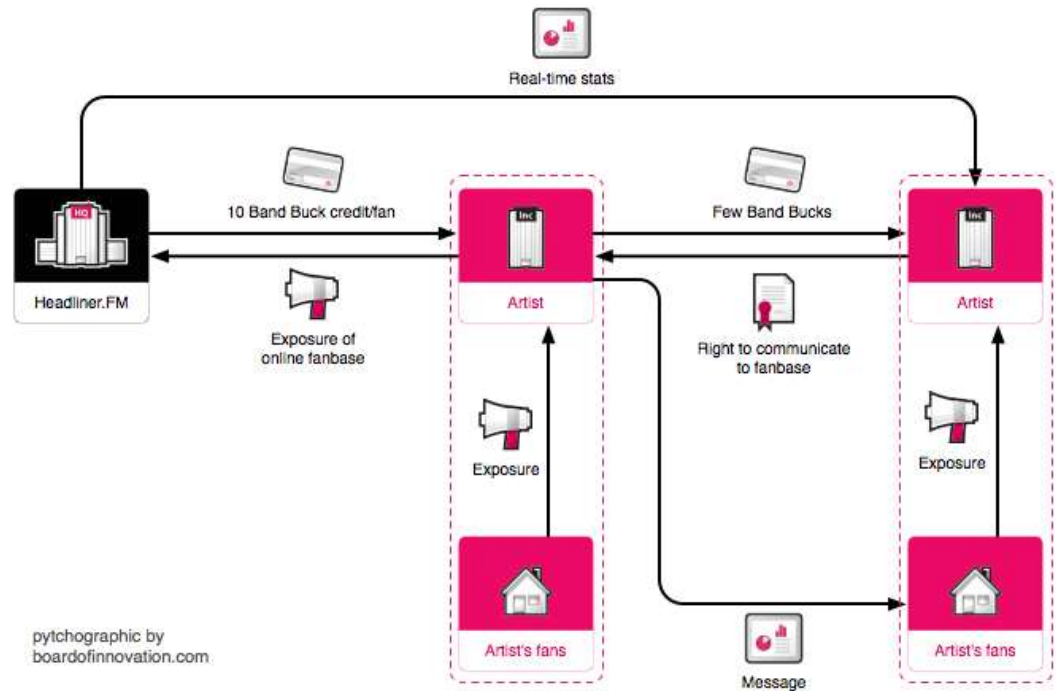 Real-time stats
10 Band Buck credit/fan
Few Band Bucks
HQ
Inc
Inc
Headliner.FM
Artist
Artist
Exposure of
online fanbase
Right to communicate
to fanbase
Exposure
Exposure
Artist's fans
Artist's fans
Message
pytchographic by
boardofinnovation.com